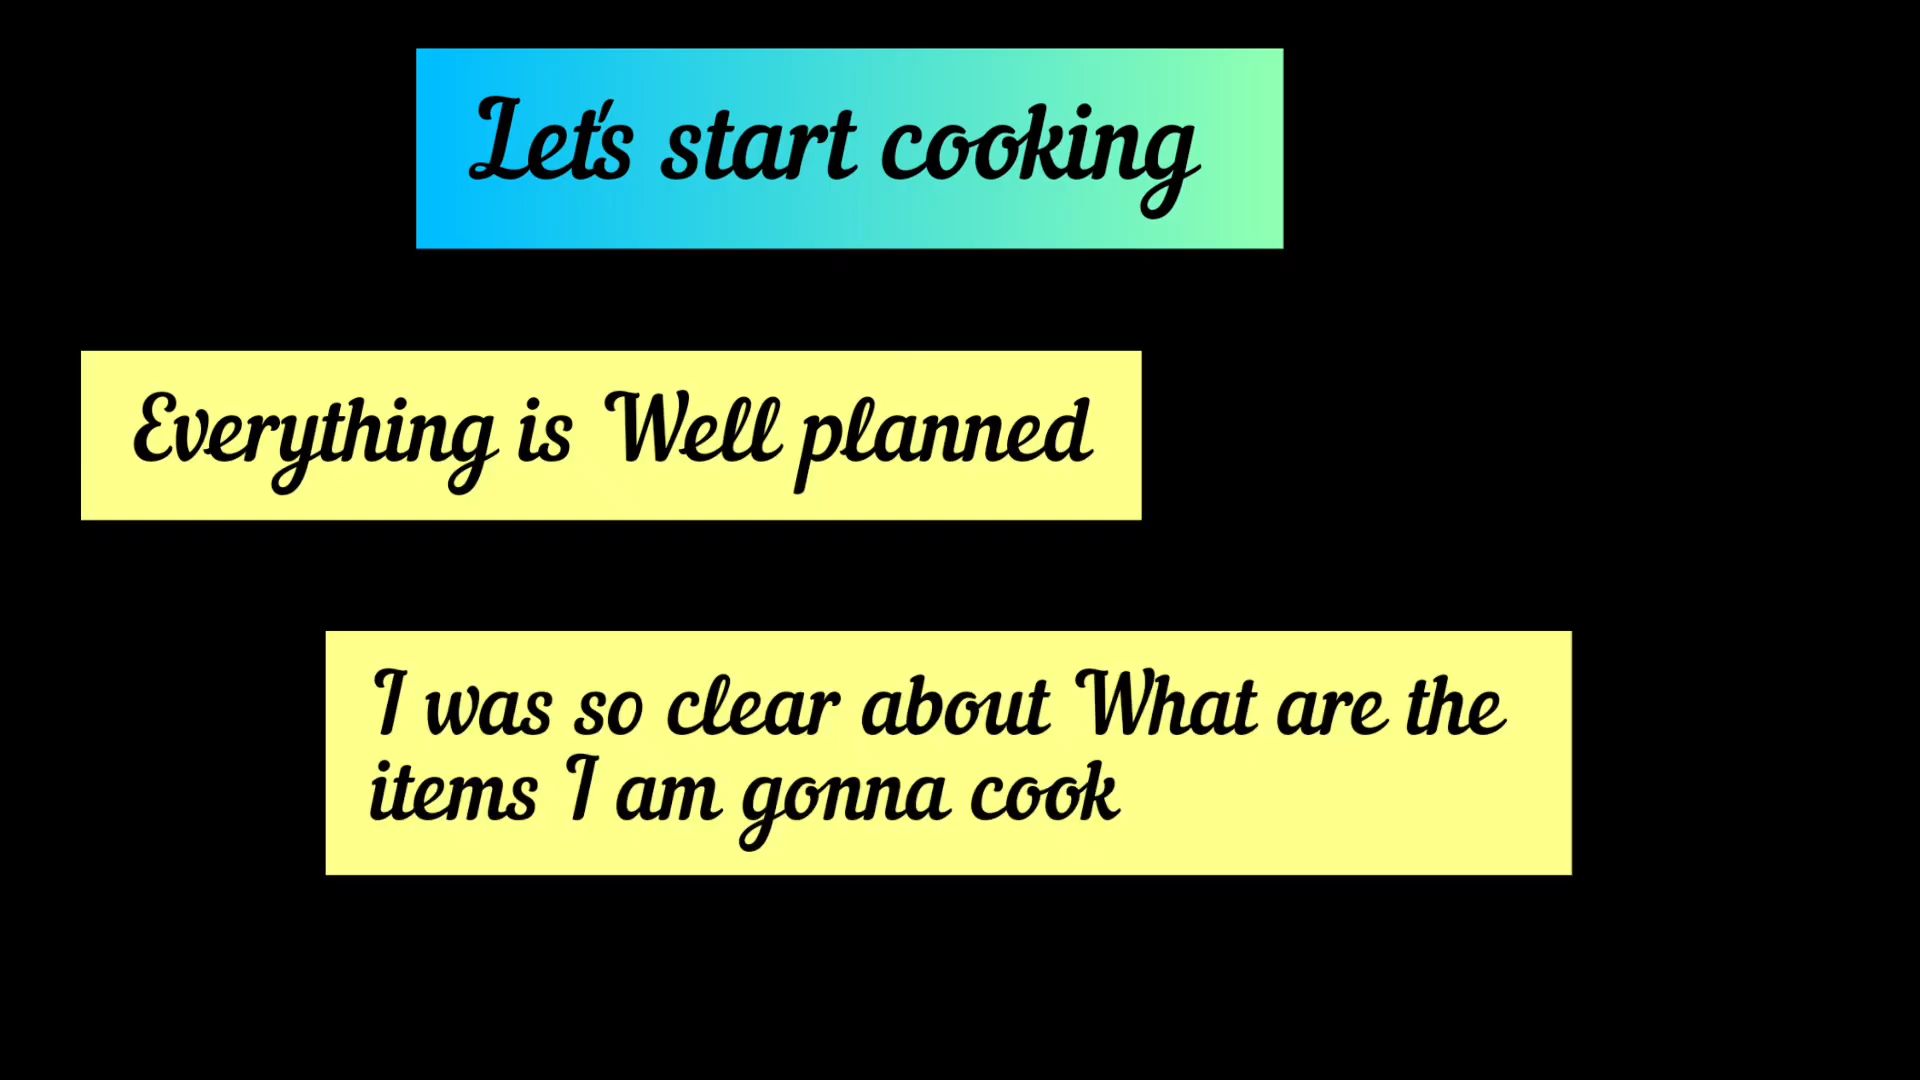 Let's start cooking
Everything is Well planned
I was so clear about What are the
items I am gonna cook